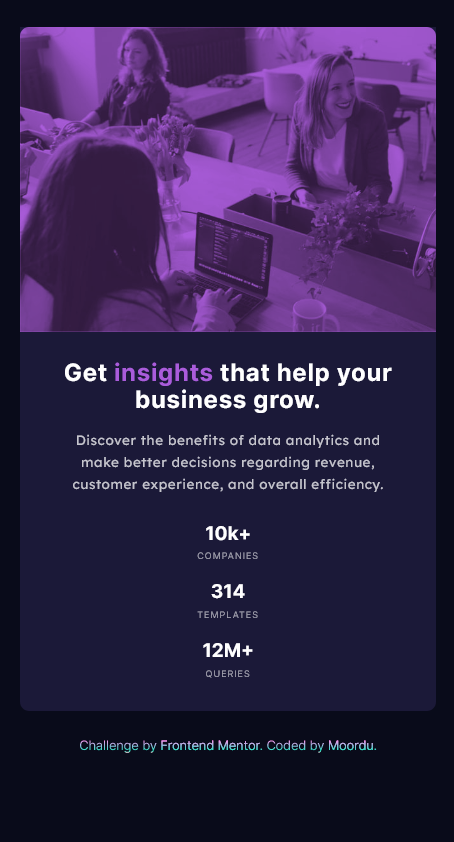 Get insights that help your
business grow.
Discover the benefits of data analytics and
make better decisions regarding revenue,
customer experience, and overall efficiency.
10k+
COMPANIES
314
TEMPLATES
12M+
QUERIES
Challenge by Frontend Mentor. Coded by Moordu.